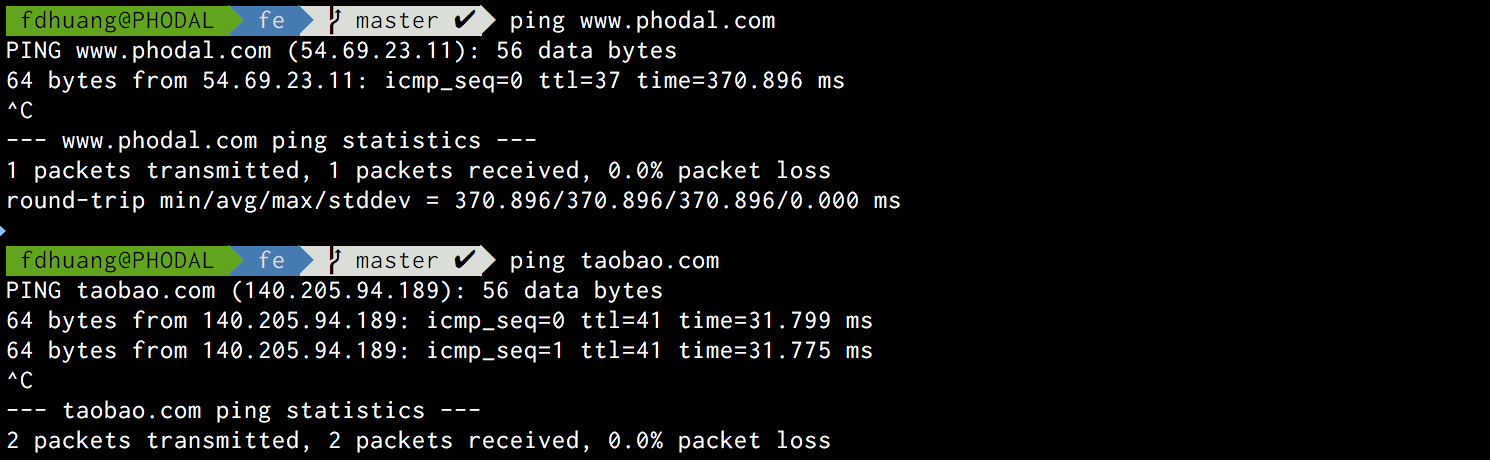 fdhuang@PHODAL fe master ✔ ping www.phodal.com
PING www.phodal.com (54.69.23.11): 56 data bytes
64 bytes from 54.69.23.11: icmp_seq=0 ttl=37 time=370.896 ms
^C
--- www.phodal.com ping statistics ---
1 packets transmitted, 1 packets received, 0.0% packet loss
round-trip min/avg/max/stddev = 370.896/370.896/370.896/0.000 ms
fdhuang@PHODAL fe master ✔ ping taobao.com
PING taobao.com (140.205.94.189): 56 data bytes
64 bytes from 140.205.94.189: icmp_seq=0 ttl=41 time=31.799 ms
64 bytes from 140.205.94.189: icmp_seq=1 ttl=41 time=31.775 ms
^C
--- taobao.com ping statistics ---
2 packets transmitted, 2 packets received, 0.0% packet loss